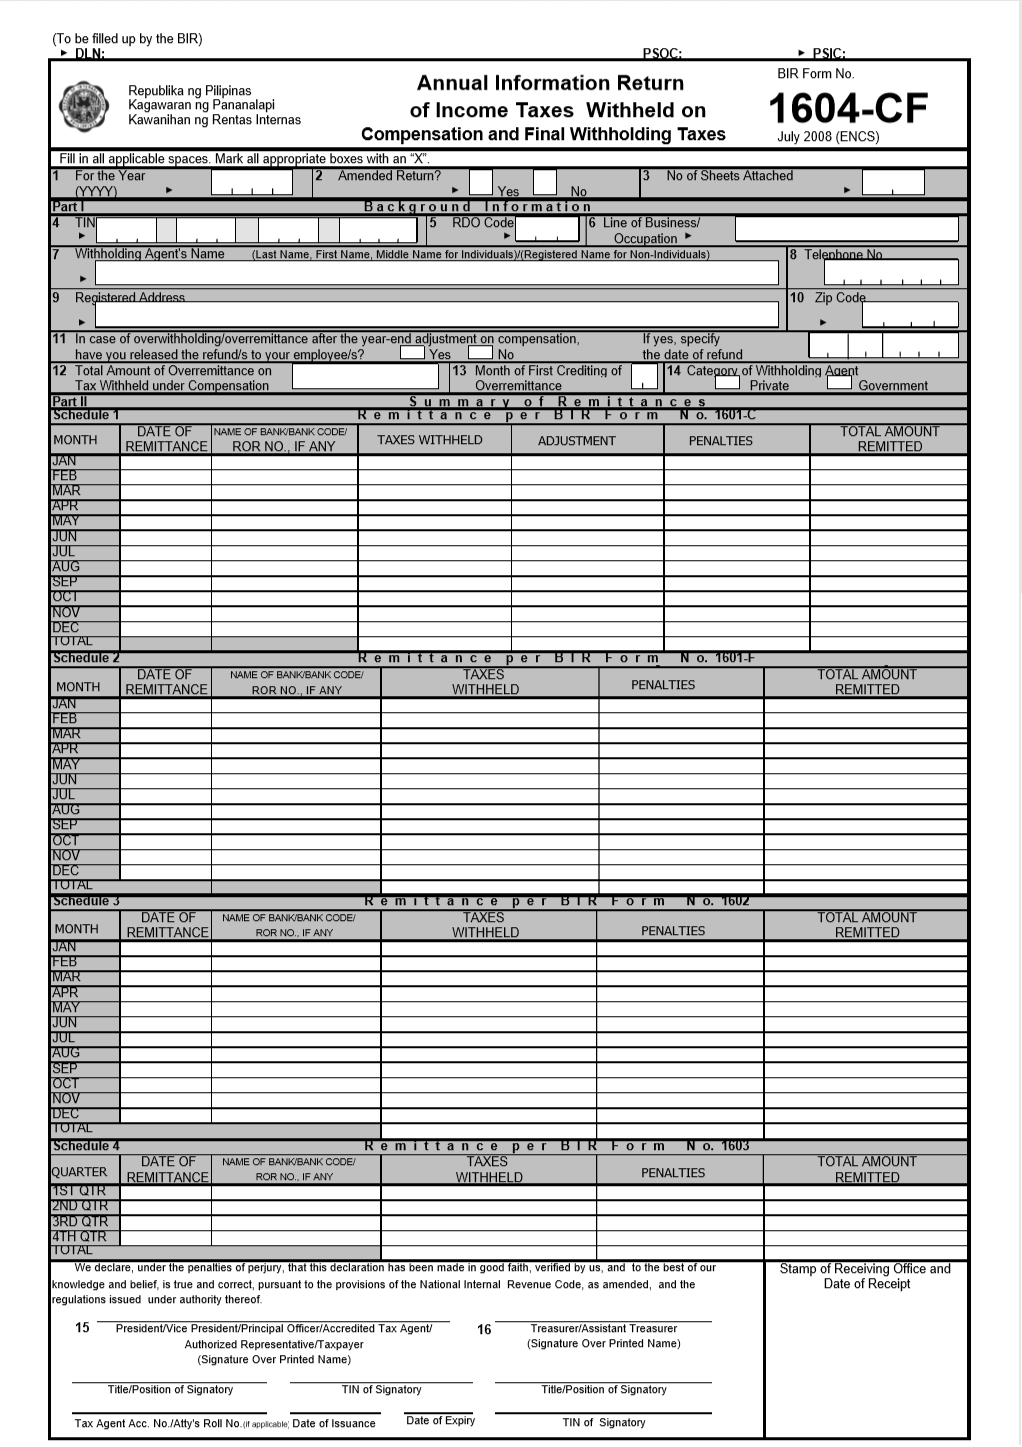 (To be filled up by the BIR)
► DLN: PSOC: ► PSIC:
BIR Form No.
Republika ng Pilipinas
Kagawaran ng Pananalapi
Kawanihan ng Rentas Internas
Annual Information Return
of Income Taxes Withheld on
Compensation and Final Withholding Taxes
1604-CF
July 2008 (ENCS)
Fill in all applicable spaces. Mark all appropriate boxes with an "X".
1 For the Year 2 Amended Return? 3 No of Sheets Attached
(YYYY) ► ► Yes No ►
Part I Background Information
4 TIN 5 RDO Code 6 Line of Business/
► ► Occupation ►
7 Withholding Agent's Name (Last Name, First Name, Middle Name for Individuals)/(Registered Name for Non-Individuals) 8 Telephone No
►
9 Registered Address 10 Zip Code
► ►
11 In case of overwithholding/overremittance after the year-end adjustment on compensation, If yes, specify
have you released the refund/s to your employee/s? Yes No the date of refund
12 Total Amount of Overremittance on 13 Month of First Crediting of 14 Category of Withholding Agent
Tax Withheld under Compensation Overremittance Private Government
Part II Summary of Remittances
Schedule 1 Remittance per BIR Form No. 1601-C
MONTH DATE OF REMITTANCE NAME OF BANK/BANK CODE/ ROR NO., IF ANY TAXES WITHHELD ADJUSTMENT PENALTIES TOTAL AMOUNT REMITTED
JAN
FEB
MAR
APR
MAY
JUN
JUL
AUG
SEP
OCT
NOV
DEC
TOTAL
Schedule 2 Remittance per BIR Form No. 1601-F
MONTH DATE OF REMITTANCE NAME OF BANK/BANK CODE/ ROR NO., IF ANY TAXES WITHHELD PENALTIES TOTAL AMOUNT REMITTED
JAN
FEB
MAR
APR
MAY
JUN
JUL
AUG
SEP
OCT
NOV
DEC
TOTAL
Schedule 3 Remittance per BIR Form No. 1602
MONTH DATE OF REMITTANCE NAME OF BANK/BANK CODE/ ROR NO., IF ANY TAXES WITHHELD PENALTIES TOTAL AMOUNT REMITTED
JAN
FEB
MAR
APR
MAY
JUN
JUL
AUG
SEP
OCT
NOV
DEC
TOTAL
Schedule 4 Remittance per BIR Form No. 1603
QUARTER DATE OF REMITTANCE NAME OF BANK/BANK CODE/ ROR NO., IF ANY TAXES WITHHELD PENALTIES TOTAL AMOUNT REMITTED
1ST QTR
2ND QTR
3RD QTR
4TH QTR
TOTAL
We declare, under the penalties of perjury, that this declaration has been made in good faith, verified by us, and to the best of our
knowledge and belief, is true and correct, pursuant to the provisions of the National Internal Revenue Code, as amended, and the
regulations issued under authority thereof.
Stamp of Receiving Office and
Date of Receipt
15 President/Vice President/Principal Officer/Accredited Tax Agent/ 16 Treasurer/Assistant Treasurer
Authorized Representative/Taxpayer (Signature Over Printed Name)
(Signature Over Printed Name)
Title/Position of Signatory TIN of Signatory Title/Position of Signatory
Tax Agent Acc. No./Atty's Roll No.(if applicable) Date of Issuance Date of Expiry TIN of Signatory